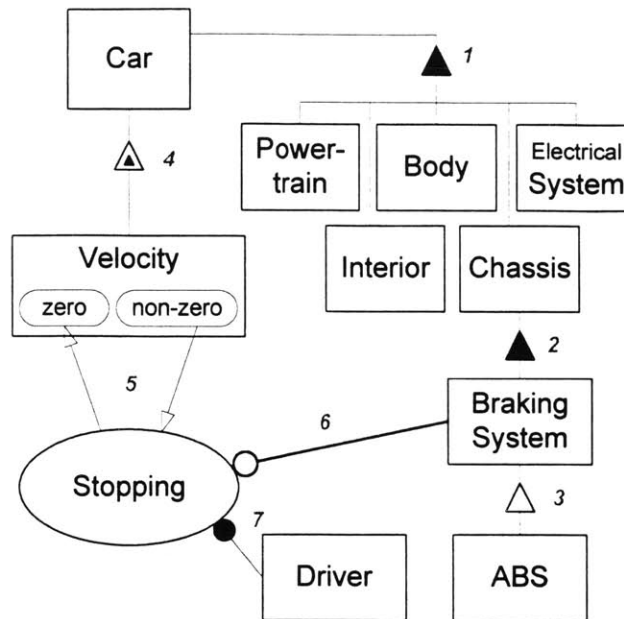 Car
1
Power-
train
Body
Electrical
System
4
Velocity
zero
non-zero
Interior
Chassis
2
5
6
Braking
System
Stopping
3
7
Driver
ABS